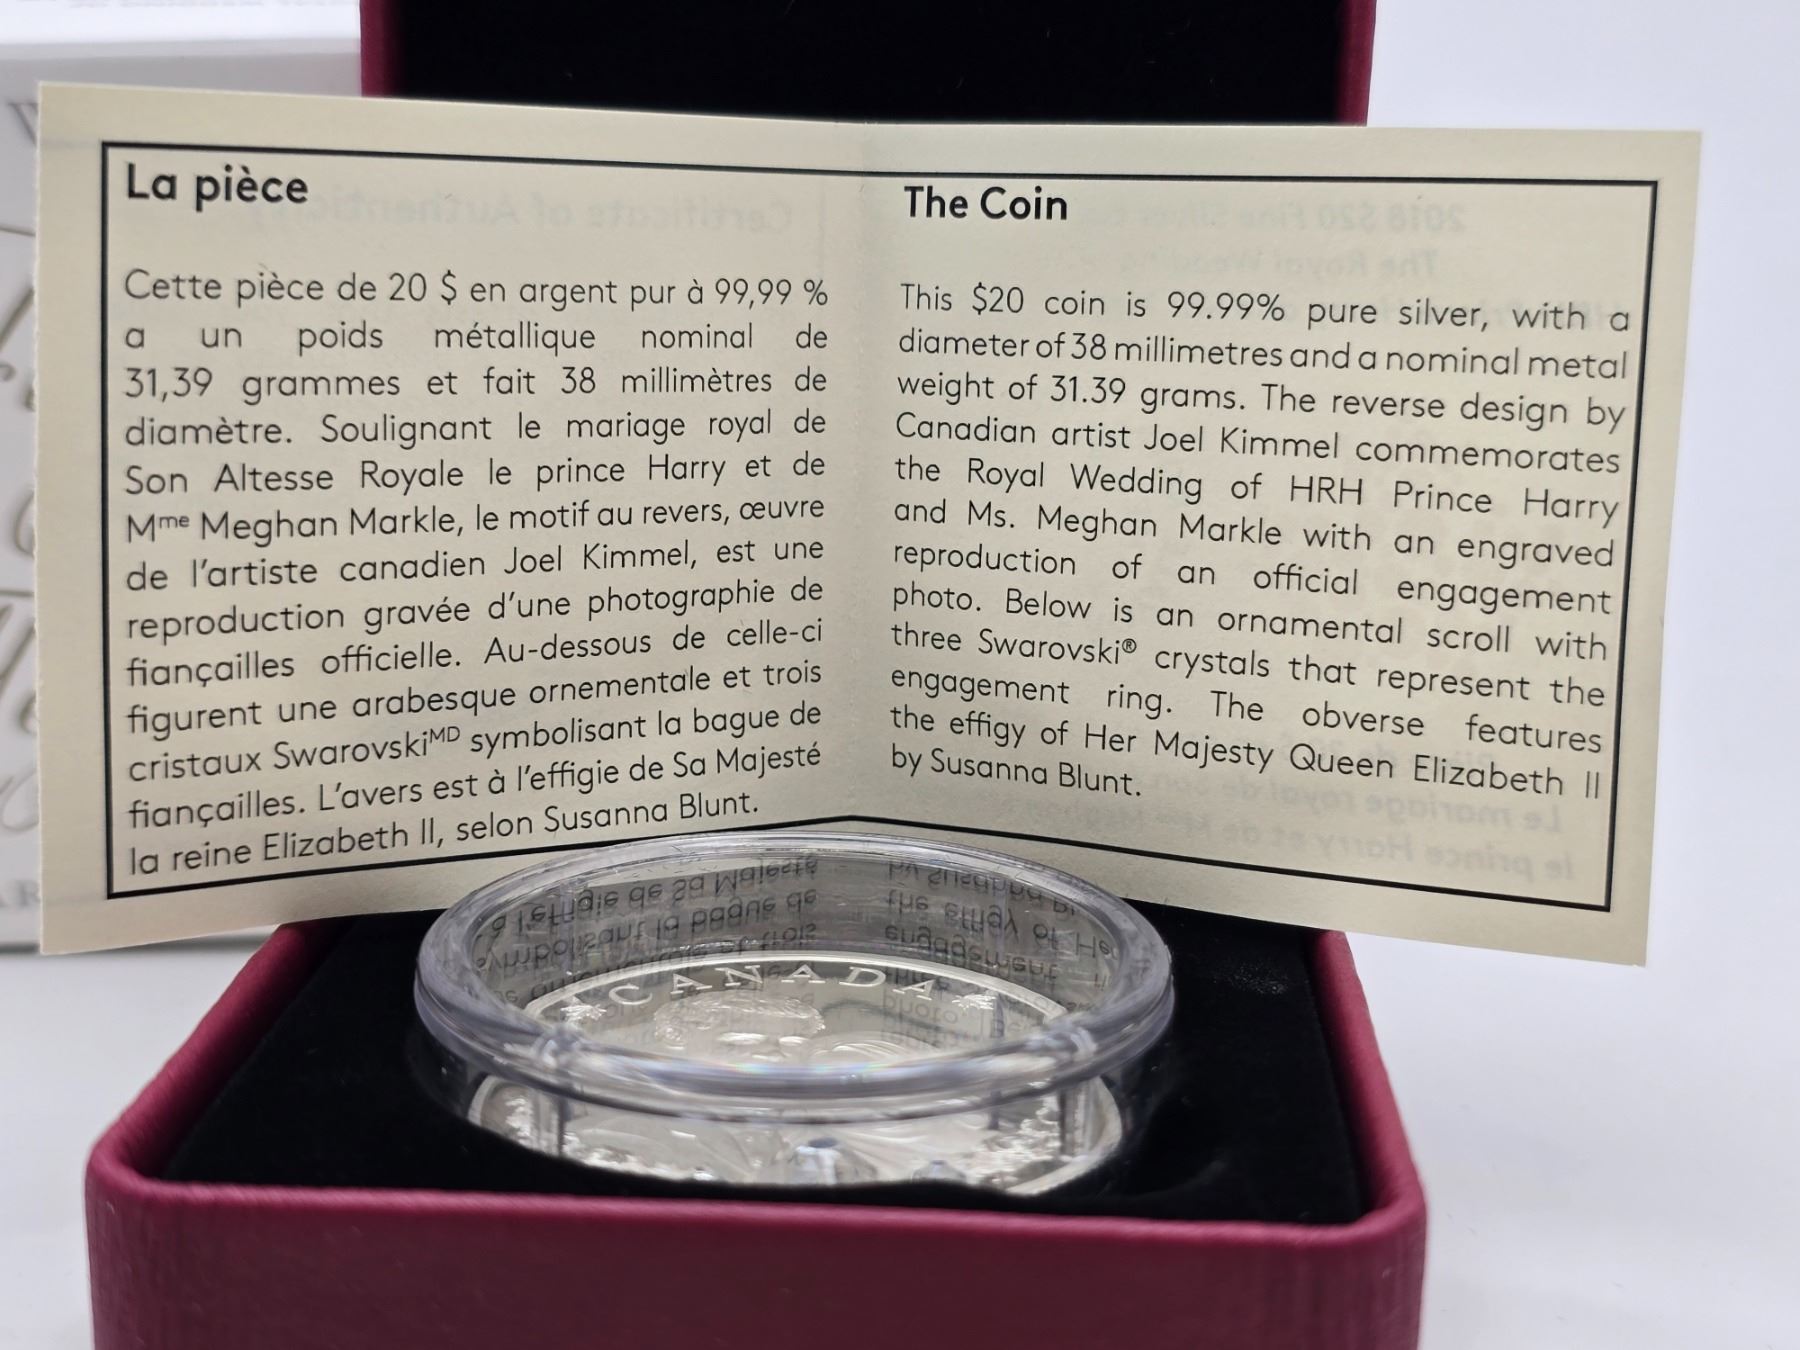 La pièce
Cette pièce de 20 $ en argent pur à 99,99 %
a un poids métallique nominal de
31,39 grammes et fait 38 millimètres de
diamètre. Soulignant le mariage royal de
Son Altesse Royale le prince Harry et de
Mme Meghan Markle, le motif au revers, œuvre
de l'artiste canadien Joel Kimmel, est une
reproduction gravée d'une photographie de
fiançailles officielle. Au-dessous de celle-ci
figurent une arabesque ornementale et trois
cristaux SwarovskiMD symbolisant la bague de
fiançailles. L'avers est à l'effigie de Sa Majesté
la reine Elizabeth II, selon Susanna Blunt.
The Coin
This $20 coin is 99.99% pure silver, with a
diameter of 38 millimetres and a nominal metal
weight of 31.39 grams. The reverse design by
Canadian artist Joel Kimmel commemorates
the Royal Wedding of HRH Prince Harry
and Ms. Meghan Markle with an engraved
reproduction of an official engagement
photo. Below is an ornamental scroll with
three Swarovski® crystals that represent the
engagement ring. The obverse features
the effigy of Her Majesty Queen Elizabeth II
by Susanna Blunt.
CANADA